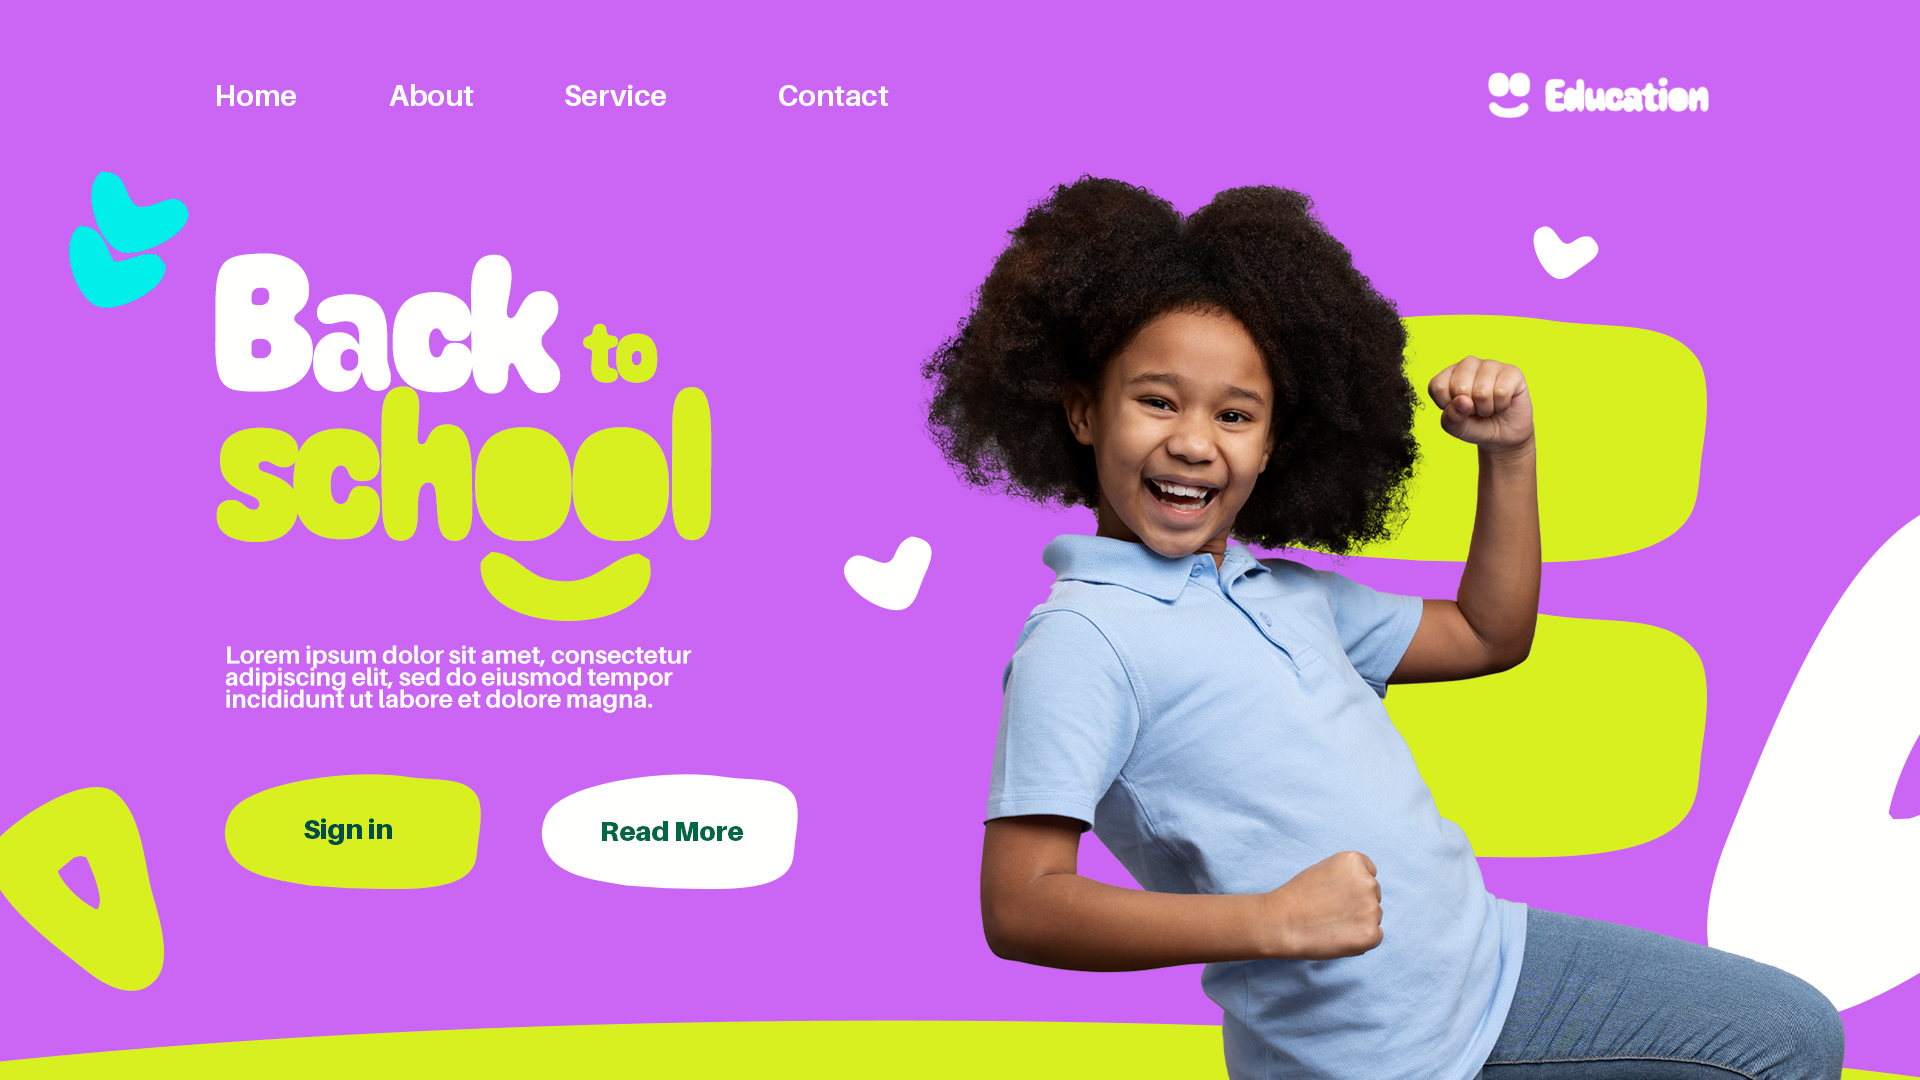 Home About Service Contact
Education
Back to
school
Lorem ipsum dolor sit amet, consectetur
adipiscing elit, sed do eiusmod tempor
incididunt ut labore et dolore magna.
Sign in
Read More